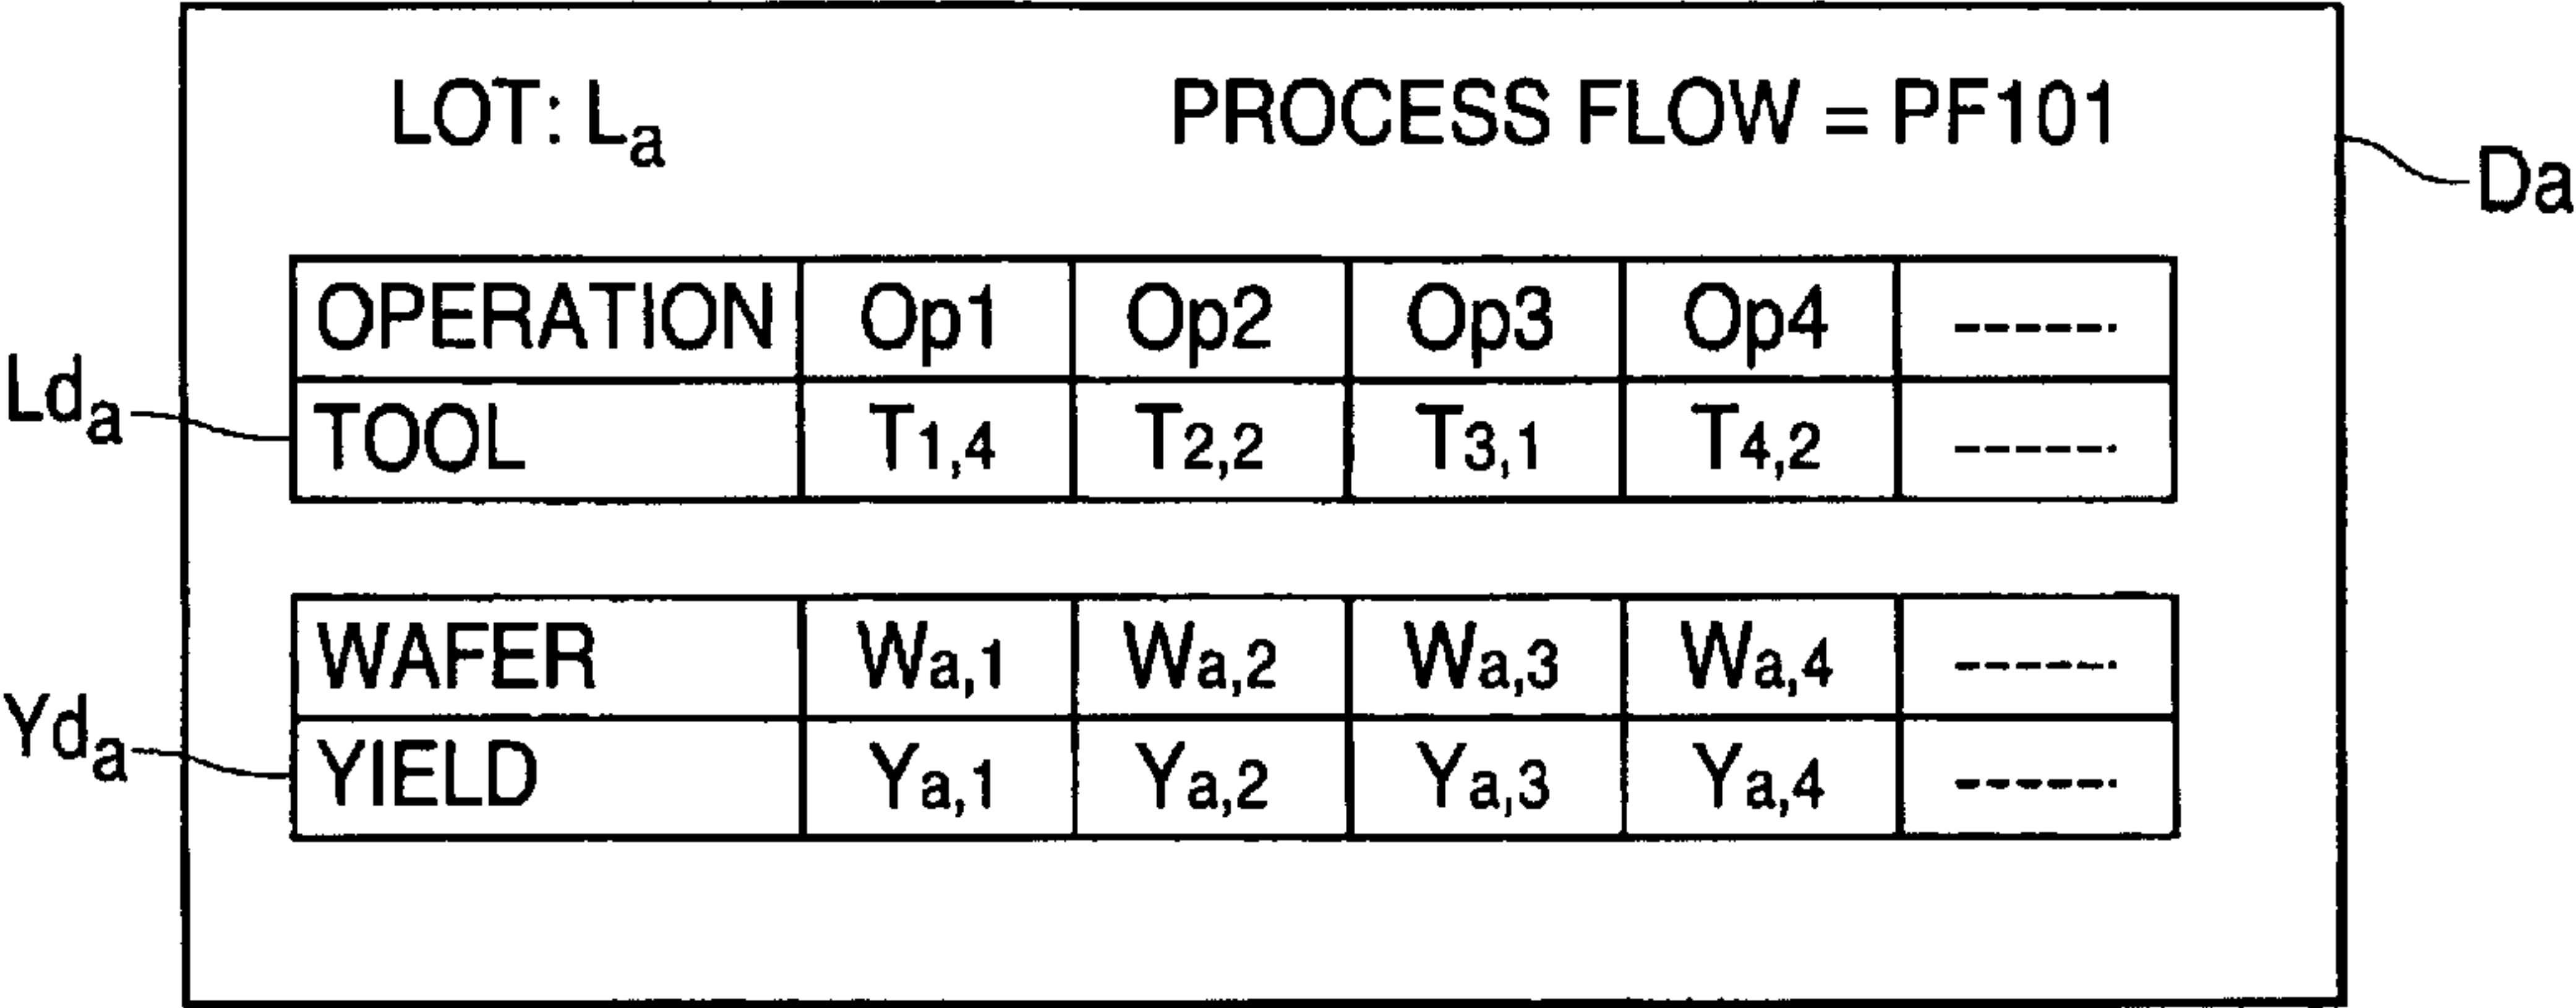 LOT: La PROCESS FLOW = PF101
Da
OPERATION Op1 Op2 Op3 Op4 ------
Lda TOOL T1,4 T2,2 T3,1 T4,2 ------
WAFER Wa,1 Wa,2 Wa,3 Wa,4 ------
Yda YIELD Ya,1 Ya,2 Ya,3 Ya,4 ------